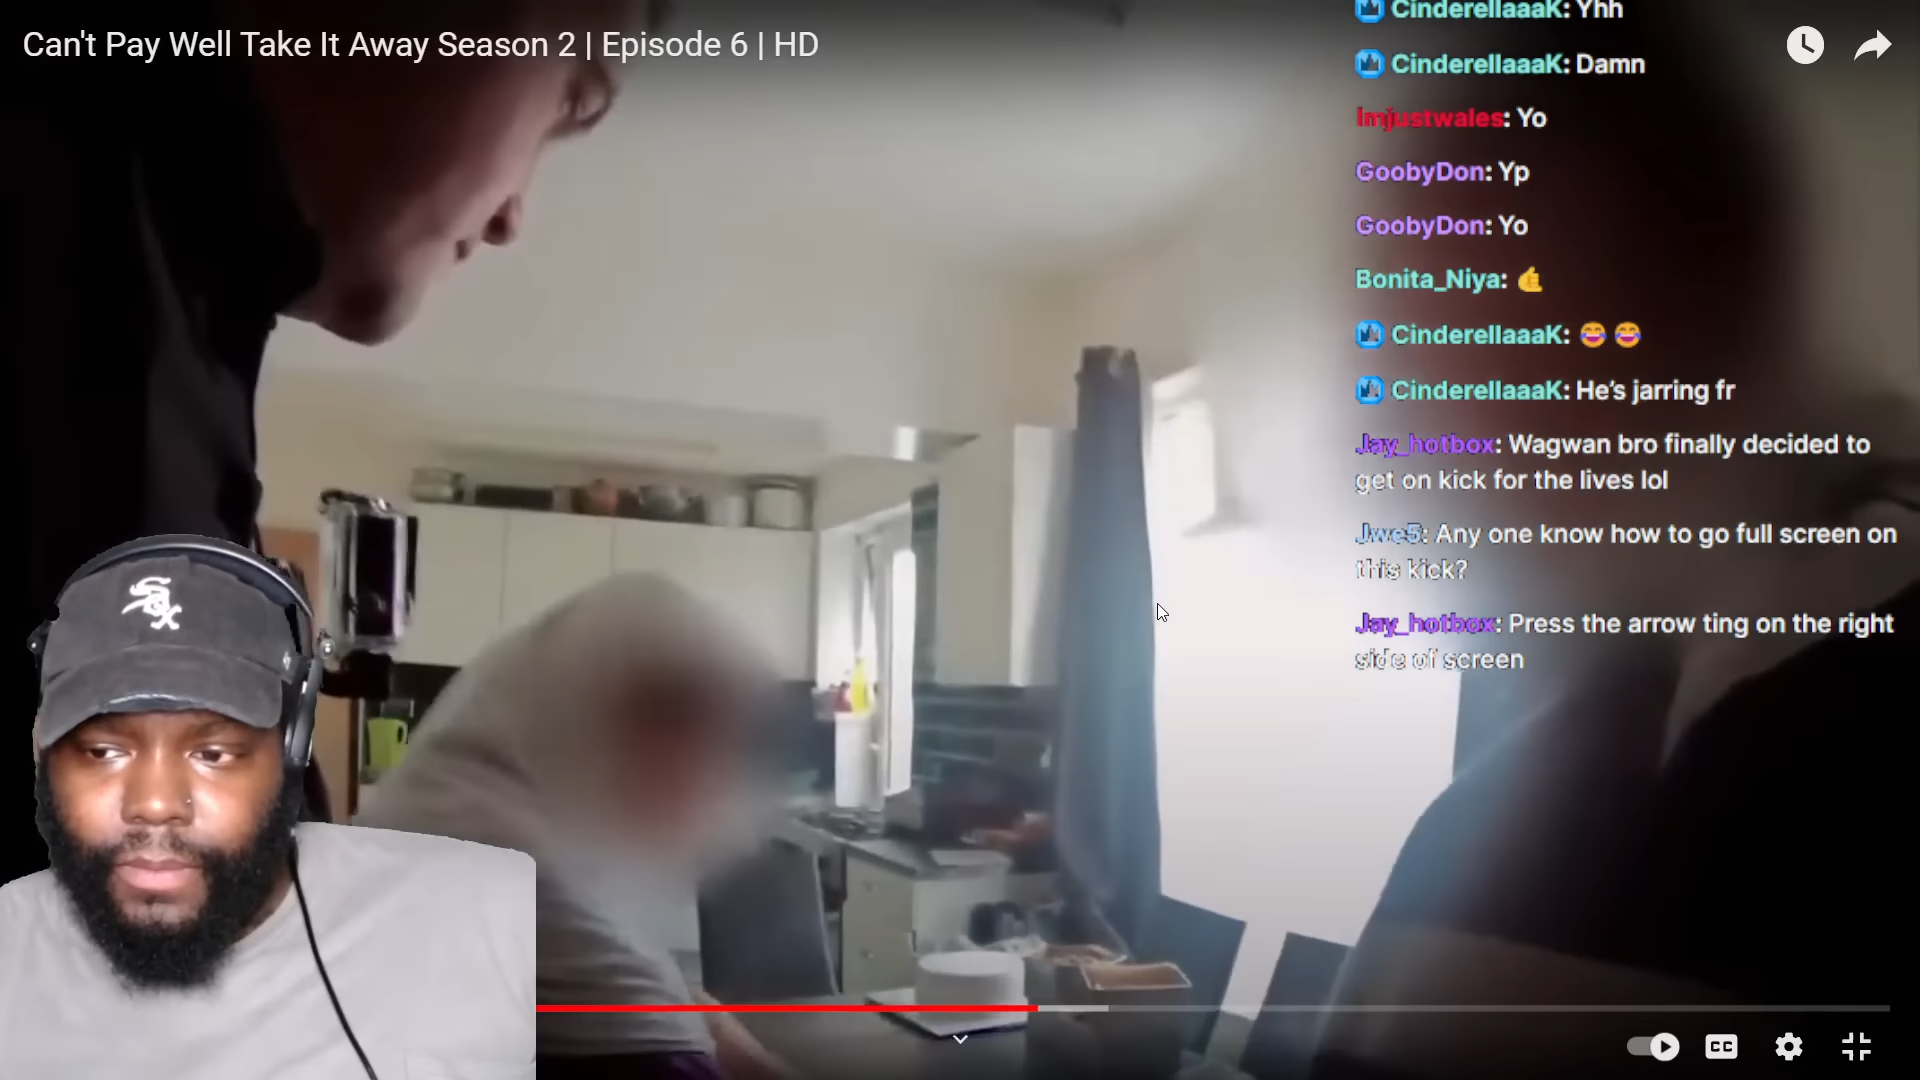 Can't Pay Well Take It Away Season 2 | Episode 6 | HD
CinderellaaaK: Yhh
CinderellaaaK: Damn
Imjustwales: Yo
GoobyDon: Yp
GoobyDon: Yo
Bonita_Niya: 🤙
CinderellaaaK: 😂 😂
CinderellaaaK: He's jarring fr
Jay_hotbox: Wagwan bro finally decided to
get on kick for the lives lol
Jwe5: Any one know how to go full screen on
this kick?
Jay_hotbox: Press the arrow ting on the right
side of screen
Sox
CC